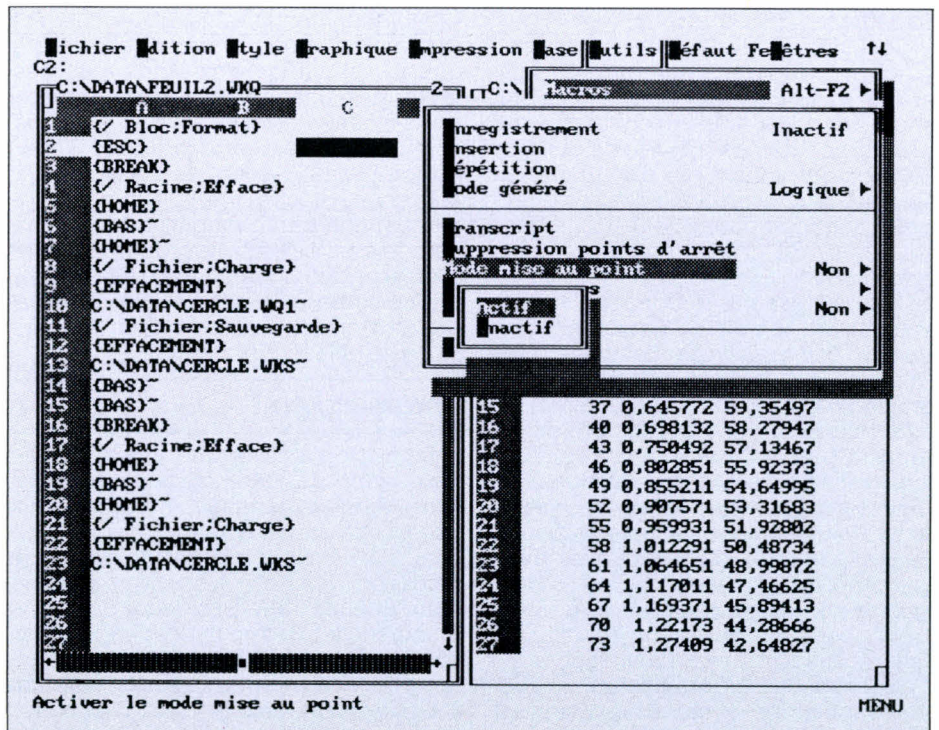 ichier dition tyle raphique mpression ase utils éfaut Fe êtres ↑↓
C2:
C:\DATA\FEUIL2.WKQ 2
A B C
1 {/ Bloc;Format}
2 {ESC}
3 {BREAK}
4 {/ Racine;Efface}
5 {HOME}
6 {BAS}~
7 {HOME}~
8 {/ Fichier;Charge}
9 {EFFACEMENT}
10 C:\DATA\CERCLE.WQ1~
11 {/ Fichier;Sauvegarde}
12 {EFFACEMENT}
13 C:\DATA\CERCLE.WKS~
14 {BAS}~
15 {BAS}~
16 {BREAK}
17 {/ Racine;Efface}
18 {HOME}
19 {BAS}~
20 {HOME}~
21 {/ Fichier;Charge}
22 {EFFACEMENT}
23 C:\DATA\CERCLE.WKS~
24
25
26
27
C:\
Macros Alt-F2
nregistrement Inactif
nsertion
épétition
ode généré Logique
ranscript
uppression points d'arrêt
Mode mise au point Non
s
Non
Actif
nactif
15 37 0,645772 59,35497
16 40 0,698132 58,27947
17 43 0,750492 57,13467
18 46 0,802851 55,92373
19 49 0,855211 54,64995
20 52 0,907571 53,31683
21 55 0,959931 51,92802
22 58 1,012291 50,48734
23 61 1,064651 48,99872
24 64 1,117011 47,46625
25 67 1,169371 45,89413
26 70 1,22173 44,28666
27 73 1,27409 42,64827
Activer le mode mise au point MENU